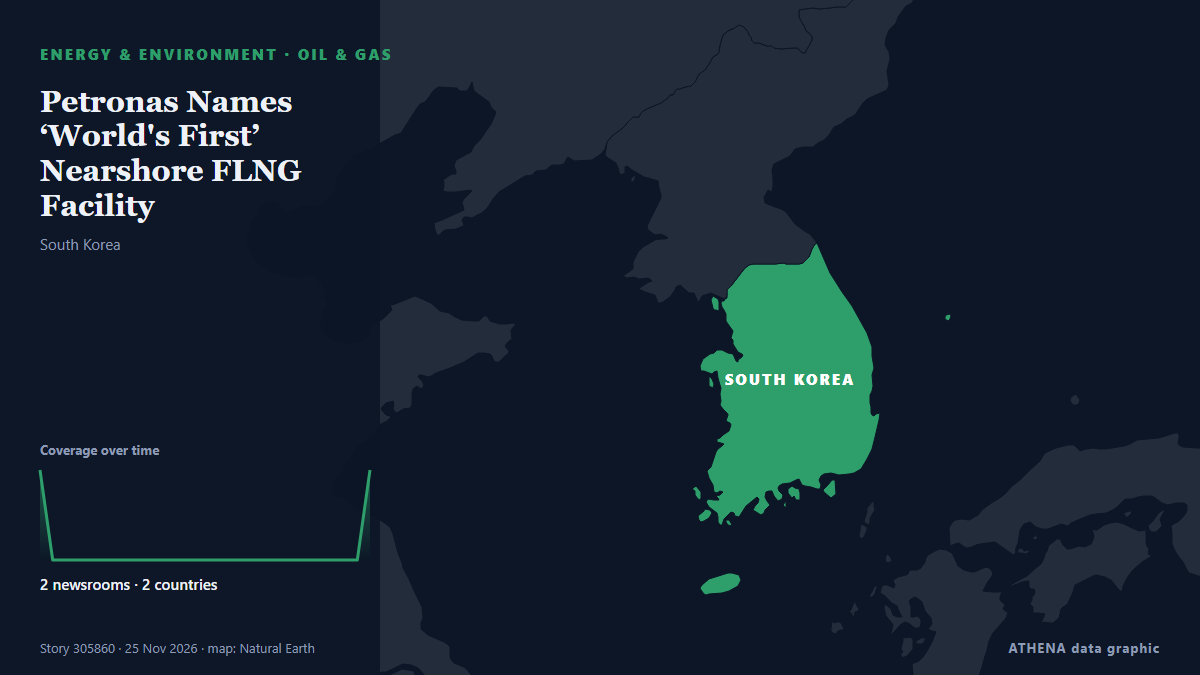 ENERGY & ENVIRONMENT · OIL & GAS
Petronas Names
‘World's First’
Nearshore FLNG
Facility
South Korea
SOUTH KOREA
Coverage over time
2 newsrooms · 2 countries
Story 305860 · 25 Nov 2026 · map: Natural Earth
ATHENA data graphic